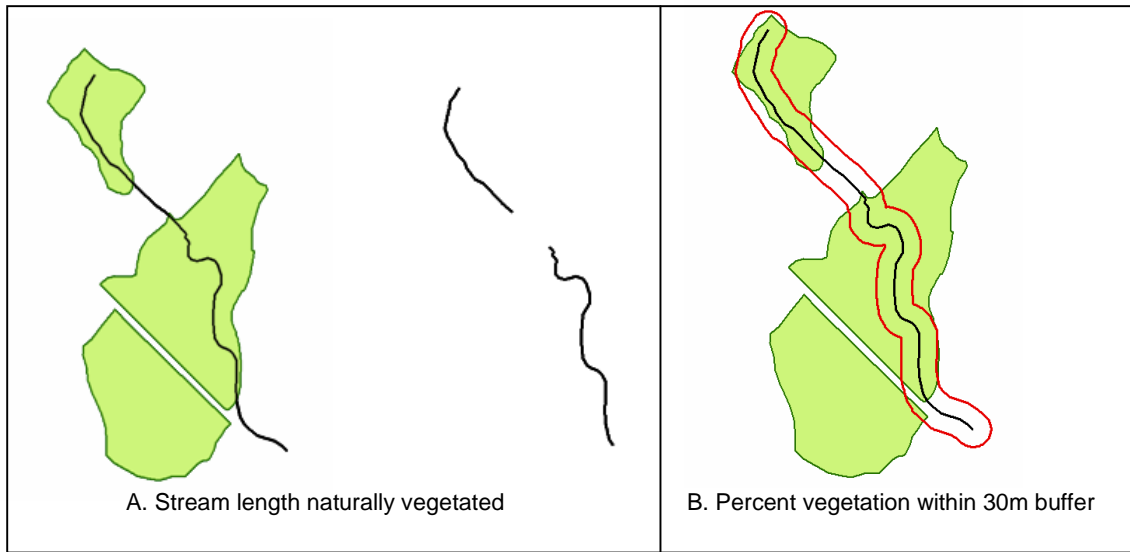 A. Stream length naturally vegetated
B. Percent vegetation within 30m buffer